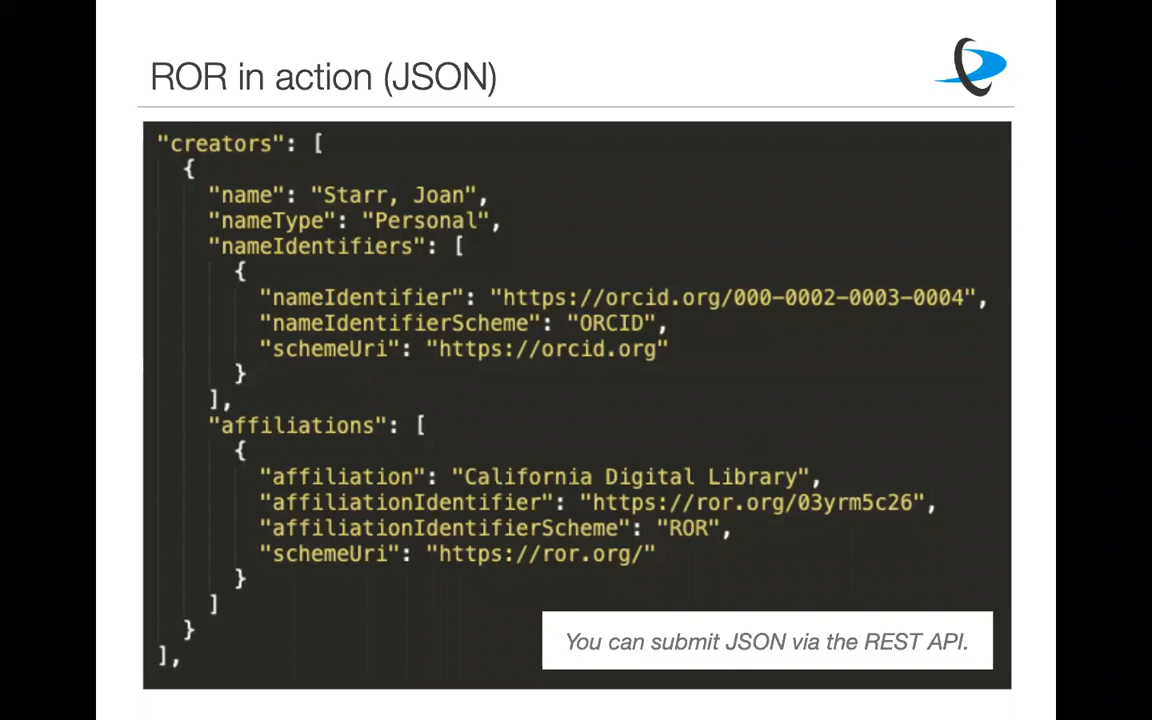 ROR in action (JSON)
"creators": [
{
"name": "Starr, Joan",
"nameType": "Personal",
"nameIdentifiers": [
{
"nameIdentifier": "https://orcid.org/000-0002-0003-0004",
"nameIdentifierScheme": "ORCID",
"schemeUri": "https://orcid.org"
}
],
"affiliations": [
{
"affiliation": "California Digital Library",
"affiliationIdentifier": "https://ror.org/03yrm5c26",
"affiliationIdentifierScheme": "ROR",
"schemeUri": "https://ror.org/"
}
]
}
],
You can submit JSON via the REST API.